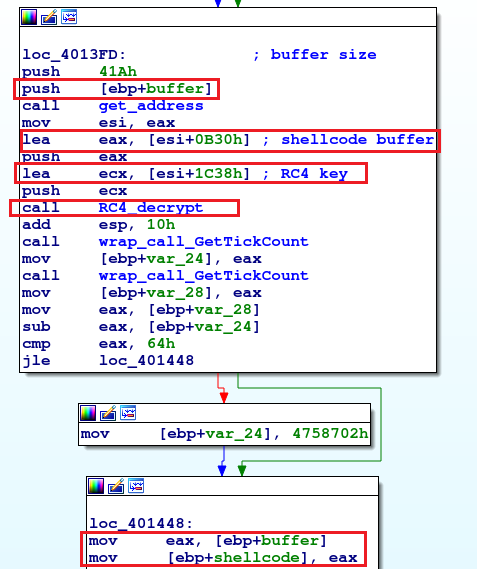 loc_4013FD: ; buffer size
push 41Ah
push [ebp+buffer]
call get_address
mov esi, eax
lea eax, [esi+0B30h] ; shellcode buffer
push eax
lea ecx, [esi+1C38h] ; RC4 key
push ecx
call RC4_decrypt
add esp, 10h
call wrap_call_GetTickCount
mov [ebp+var_24], eax
call wrap_call_GetTickCount
mov [ebp+var_28], eax
mov eax, [ebp+var_28]
sub eax, [ebp+var_24]
cmp eax, 64h
jle loc_401448
mov [ebp+var_24], 4758702h
loc_401448:
mov eax, [ebp+buffer]
mov [ebp+shellcode], eax